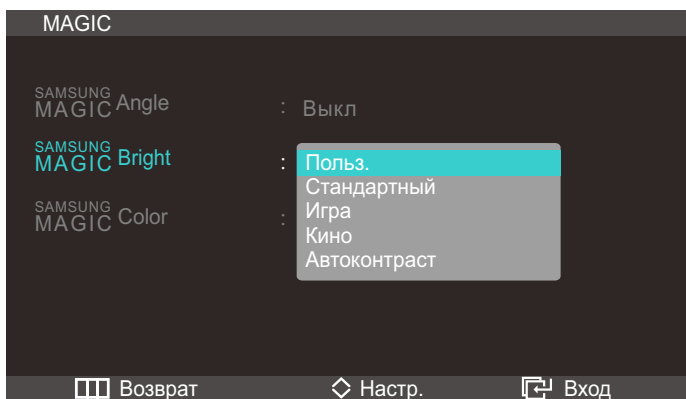 MAGIC
SAMSUNG
MAGIC Angle : Выкл
SAMSUNG
MAGIC Bright : Польз.
Стандартный
Игра
Кино
Автоконтраст
SAMSUNG
MAGIC Color :
Возврат Настр. Вход